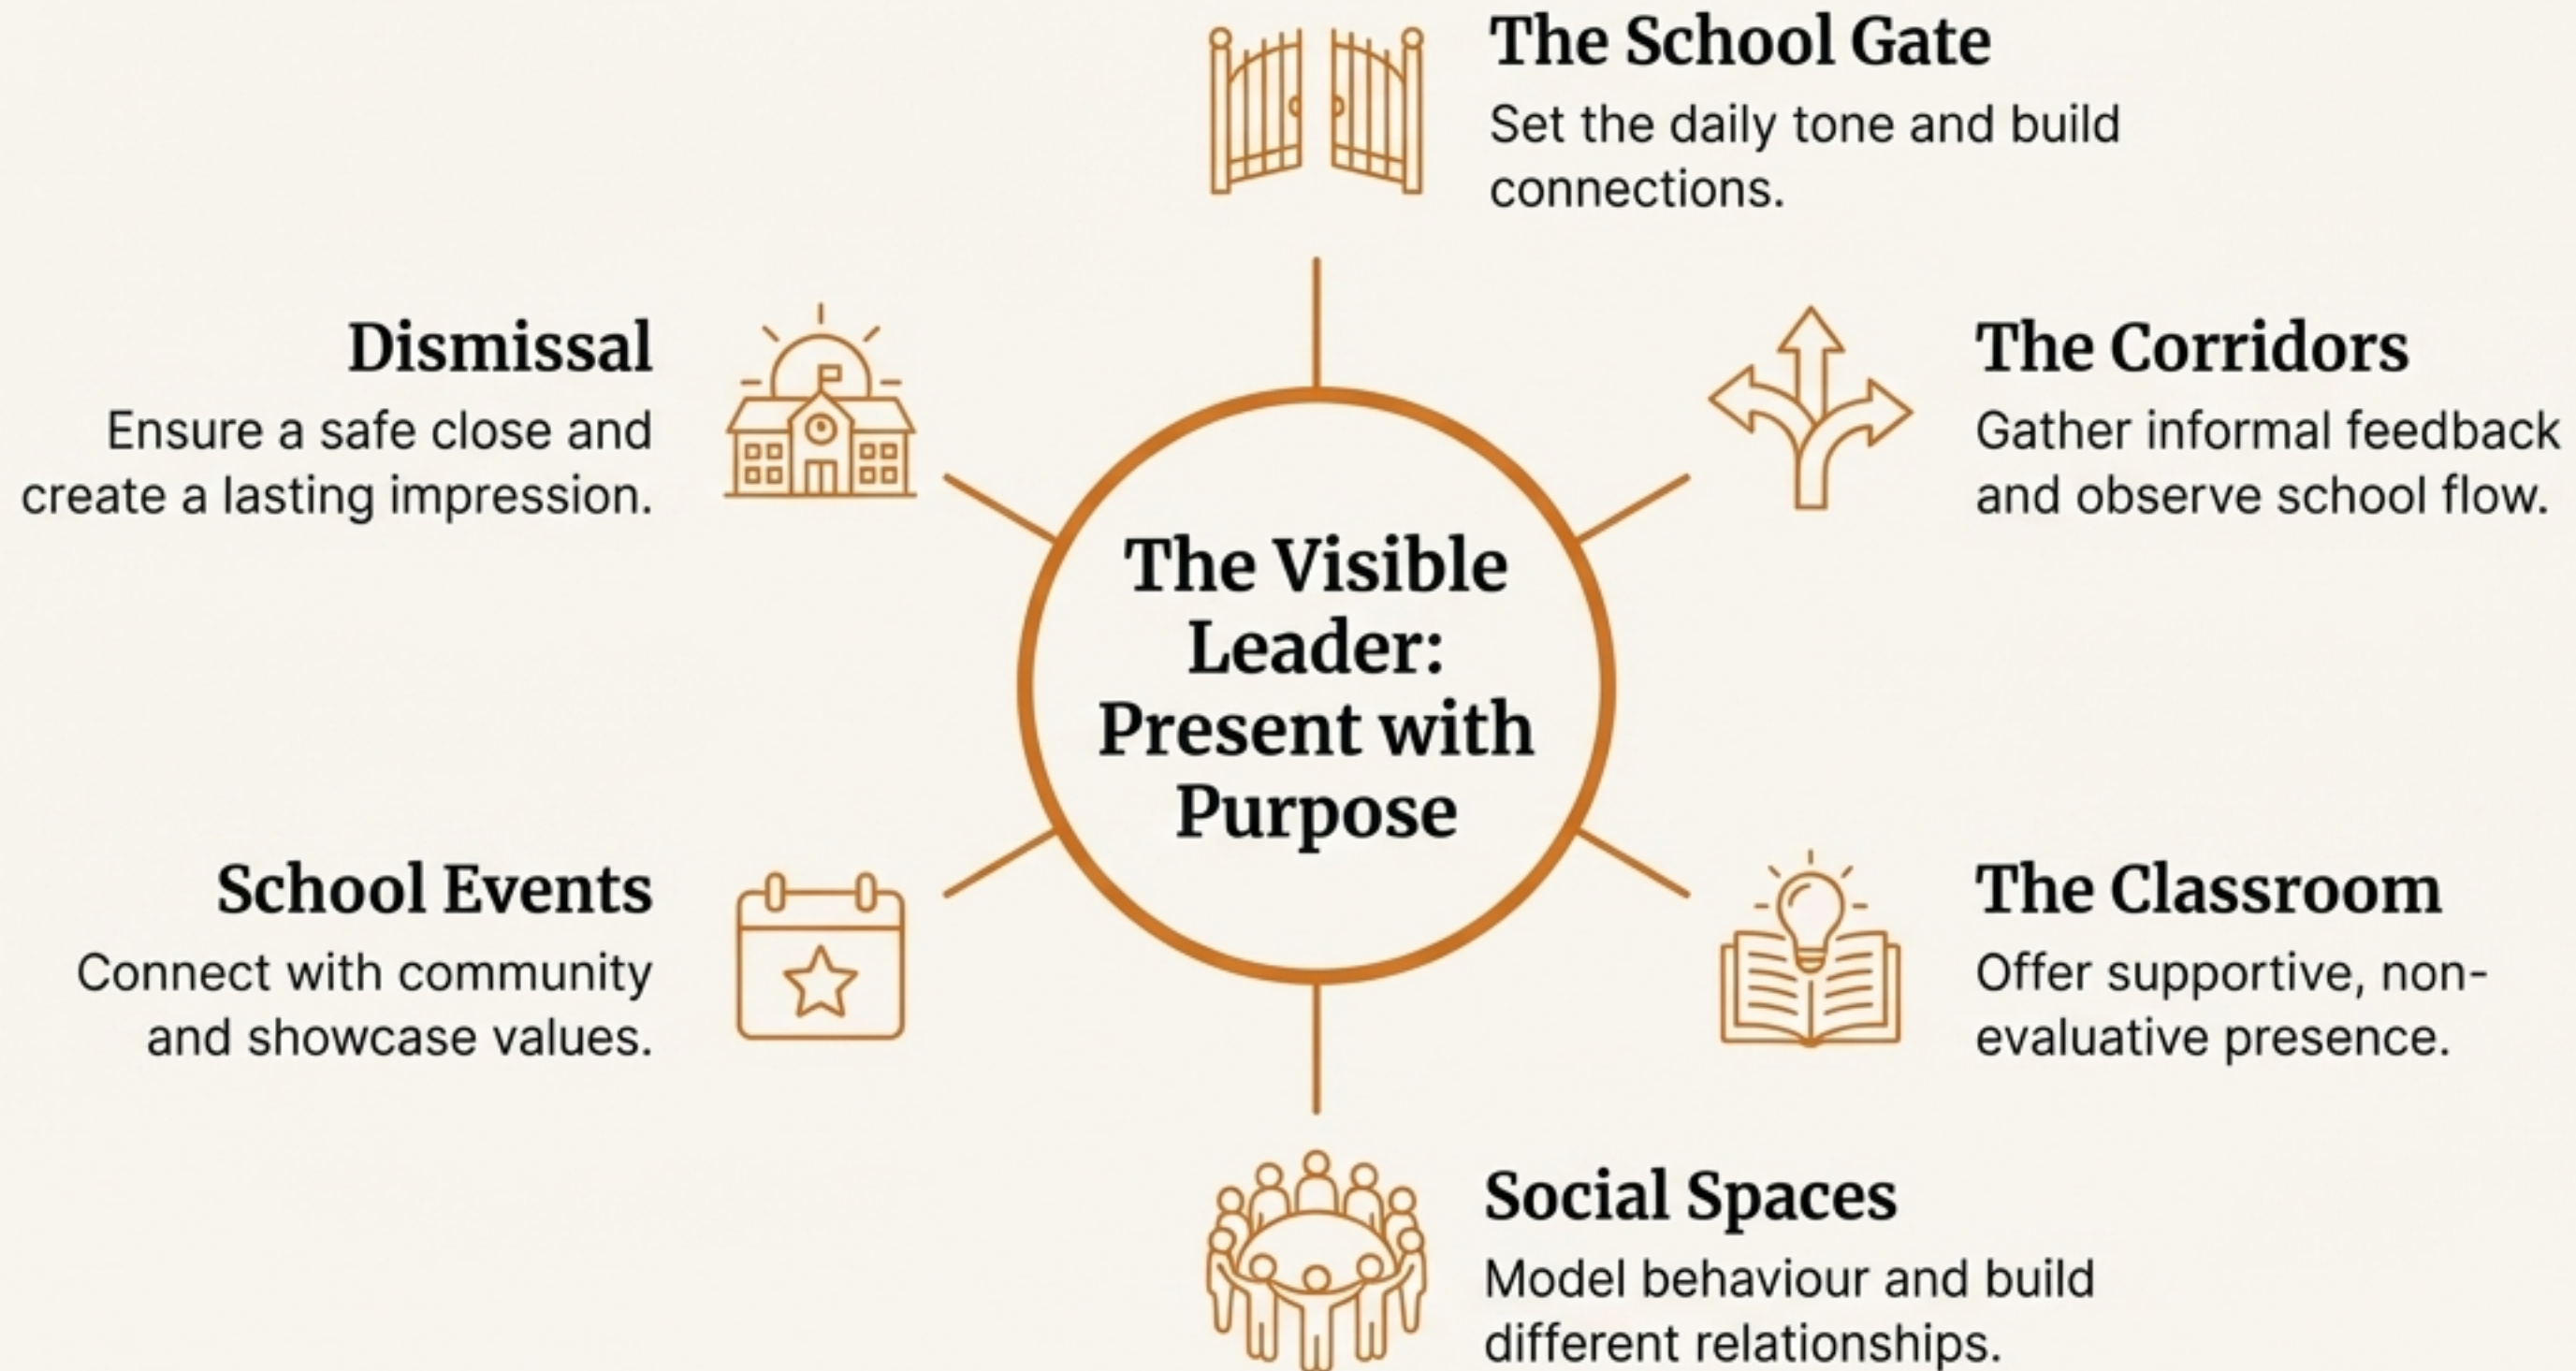 The School Gate
Set the daily tone and build
connections.
Dismissal
Ensure a safe close and
create a lasting impression.
The Corridors
Gather informal feedback
and observe school flow.
The Visible
Leader:
Present with
Purpose
School Events
Connect with community
and showcase values.
The Classroom
Offer supportive, non-
evaluative presence.
Social Spaces
Model behaviour and build
different relationships.